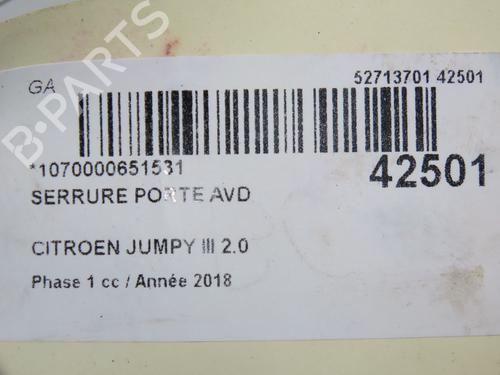 GA
52713701 42501
*1070000651531
42501
SERRURE PORTE AVD
CITROEN JUMPY III 2.0
Phase 1 cc / Année 2018
B-PARTS